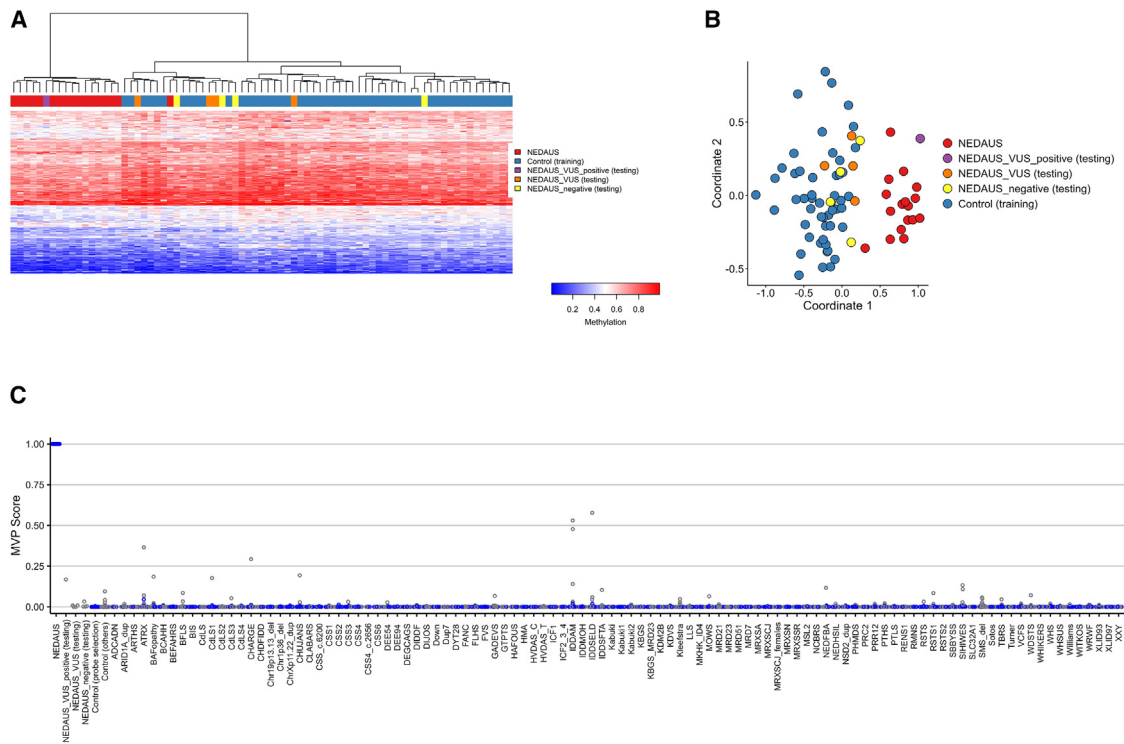 A
NEDAUS
Control (training)
NEDAUS_VUS_positive (testing)
NEDAUS_VUS (testing)
NEDAUS_negative (testing)
0.2 0.4 0.6 0.8
Methylation
B
Coordinate 2
0.5
0.0
-0.5
-1.0 -0.5 0.0 0.5 1.0
Coordinate 1
NEDAUS
NEDAUS_VUS_positive (testing)
NEDAUS_VUS (testing)
NEDAUS_negative (testing)
Control (training)
C
MVP Score
1.00
0.75
0.50
0.25
0.00
NEDAUS
NEDAUS_VUS_positive (testing)
NEDAUS_VUS (testing)
NEDAUS_negative (testing)
Control (probe selection)
Control (others)
ADCADN
ARID1A_dup
ARTHS
ATRX
BAFopathy
BCAHH
BEFAHRS
BFLS
BIS
CdLS
CdLS1
CdLS2
CdLS3
CdLS4
CHARGE
CHDFIDD
Chr19p13.13_del
Chr1p36_del
ChrXp11.22_dup
CHUJANS
CLABARS
CSS_c.6200
CSS1
CSS2
CSS3
CSS4
CSS4_c.2656
CSS6
DEE54
DEE94
DEGCAGS
DIDOF
DLIOS
Down
Dup7
DYT28
FANC
FLHS
FVS
GADEVS
GTPTS
HAFOUS
HMA
HVDAS_C
HVDAS_T
ICF1
ICF2_3_4
IDDAM
IDDMIOH
IDDSELD
IDDSFTA
Kabuki
Kabuki1
Kabuki2
KBGS
KBGS_MRD23
KDM2B
KDVS
Kleefstra
LLS
MKHK_ID4
MOWS
MRD21
MRD23
MRD51
MRD7
MRXSA
MRXSCJ
MRXSCJ_females
MRXSN
MRXSSR
MSL2
NCBRS
NEDFBA
NEDHSIL
NSD2_dup
PHMDS
PRC2
PRR12
PTHS
PTLS
RENS1
RMNS
RSTS
RSTS1
RSTS2
SBBYSS
SIHIWES
SLC32A1
SMS_del
Sotos
TBRS
Turner
VCFS
WDSTS
WHIKERS
WHS
WHSUS
Williams
WITKOS
WRWF
XLID93
XLID97
XXY